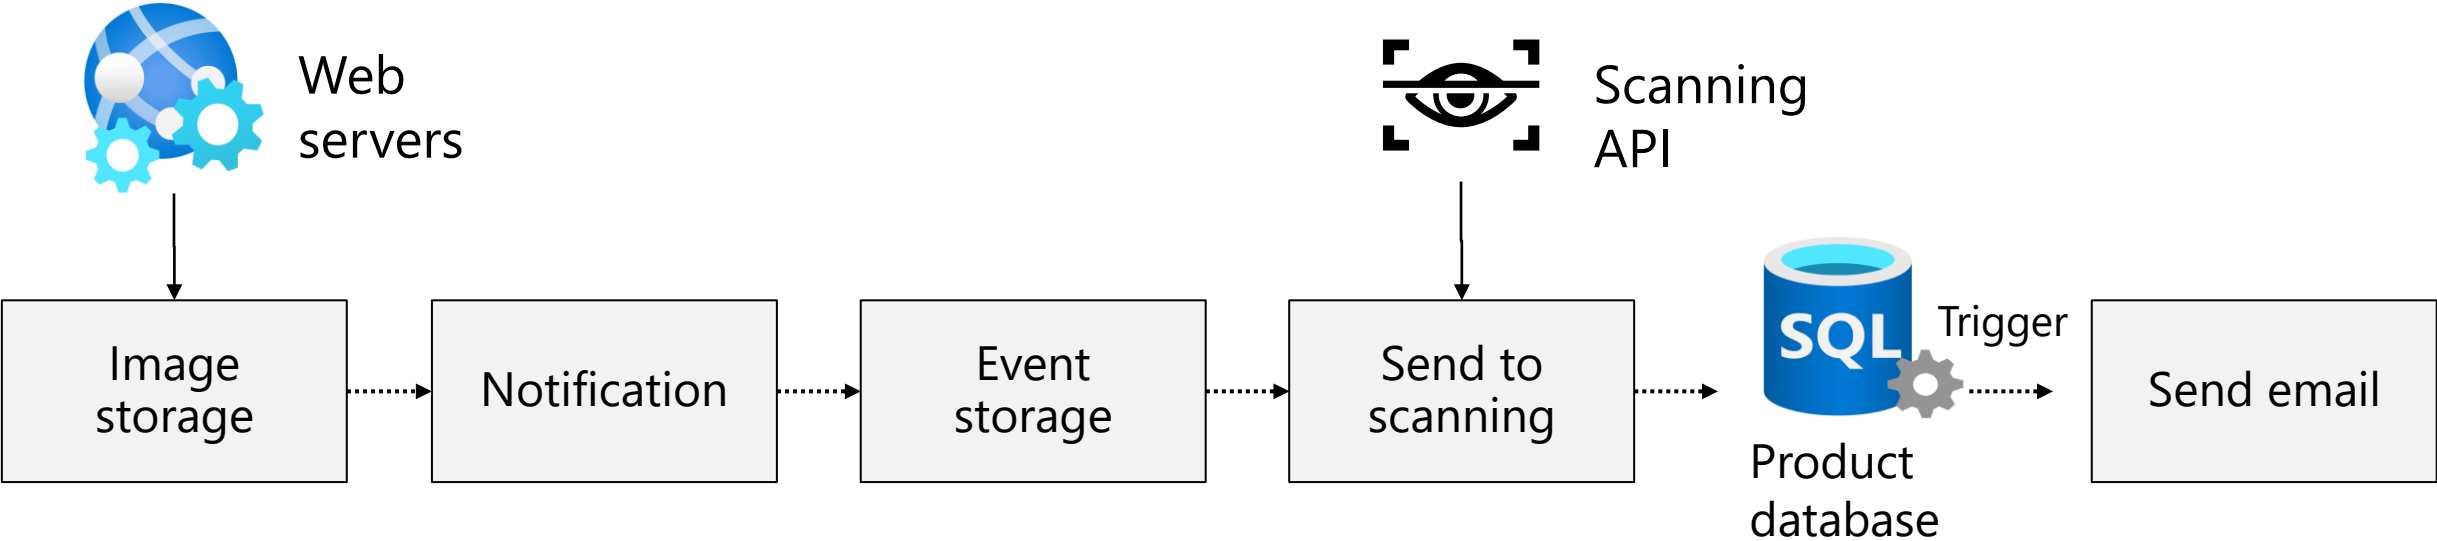 Web
servers
Scanning
API
Image
storage
Notification
Event
storage
Send to
scanning
SQL
Trigger
Product
database
Send email